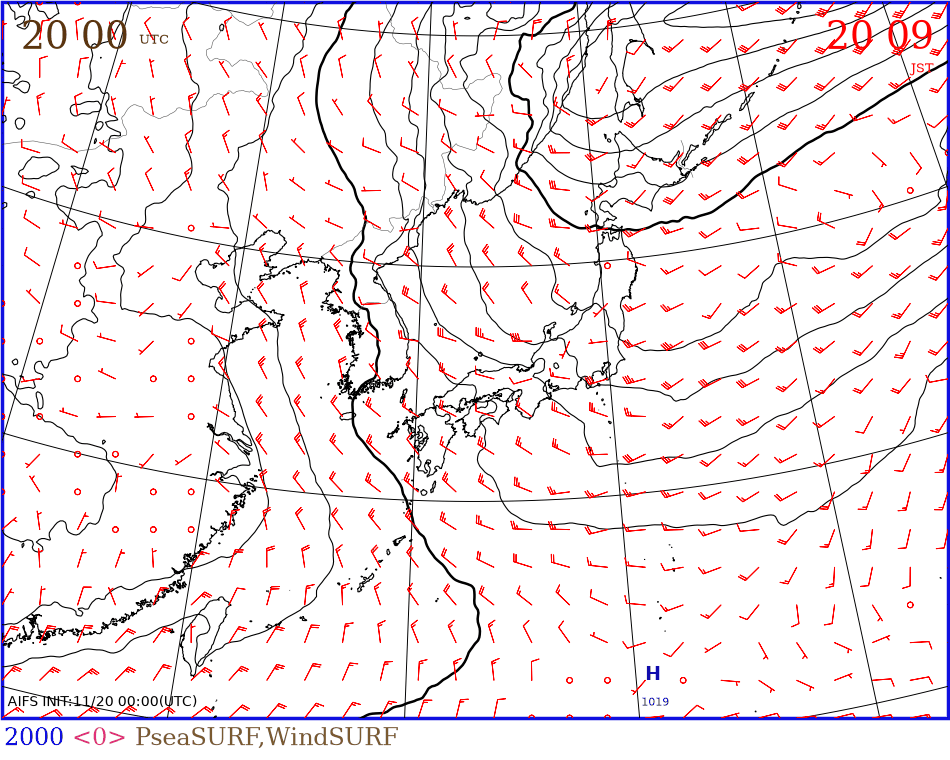 20 00 UTC
20 09
JST
H
1019
AIFS INIT:11/20 00:00(UTC)
2000 <0> PseaSURF,WindSURF